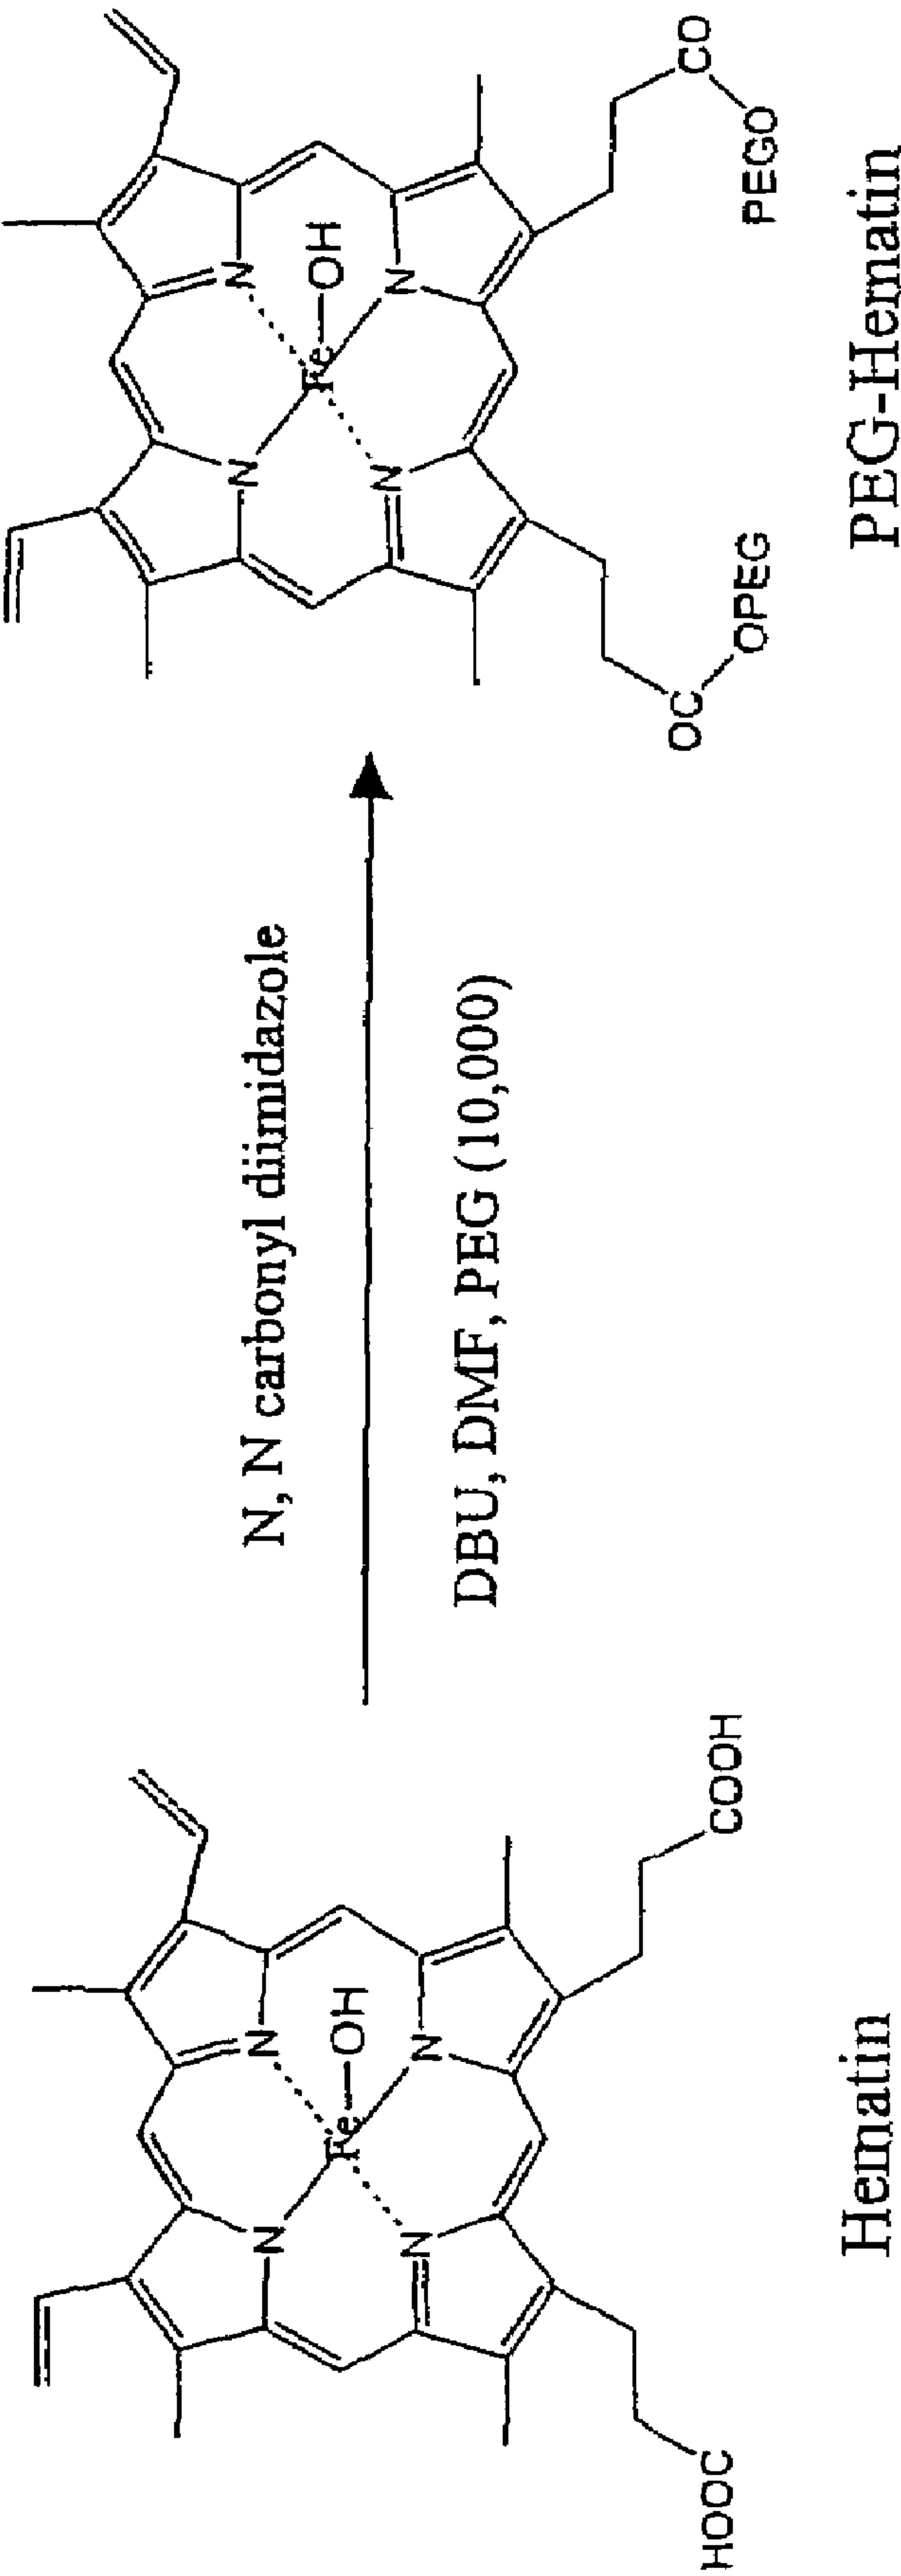 N
N
N
N
Fe
OH
HOOC
COOH
Hematin
N, N carbonyl diimidazole
DBU, DMF, PEG (10,000)
N
N
N
N
Fe
OH
OC
OPEG
CO
PEGO
PEG-Hematin